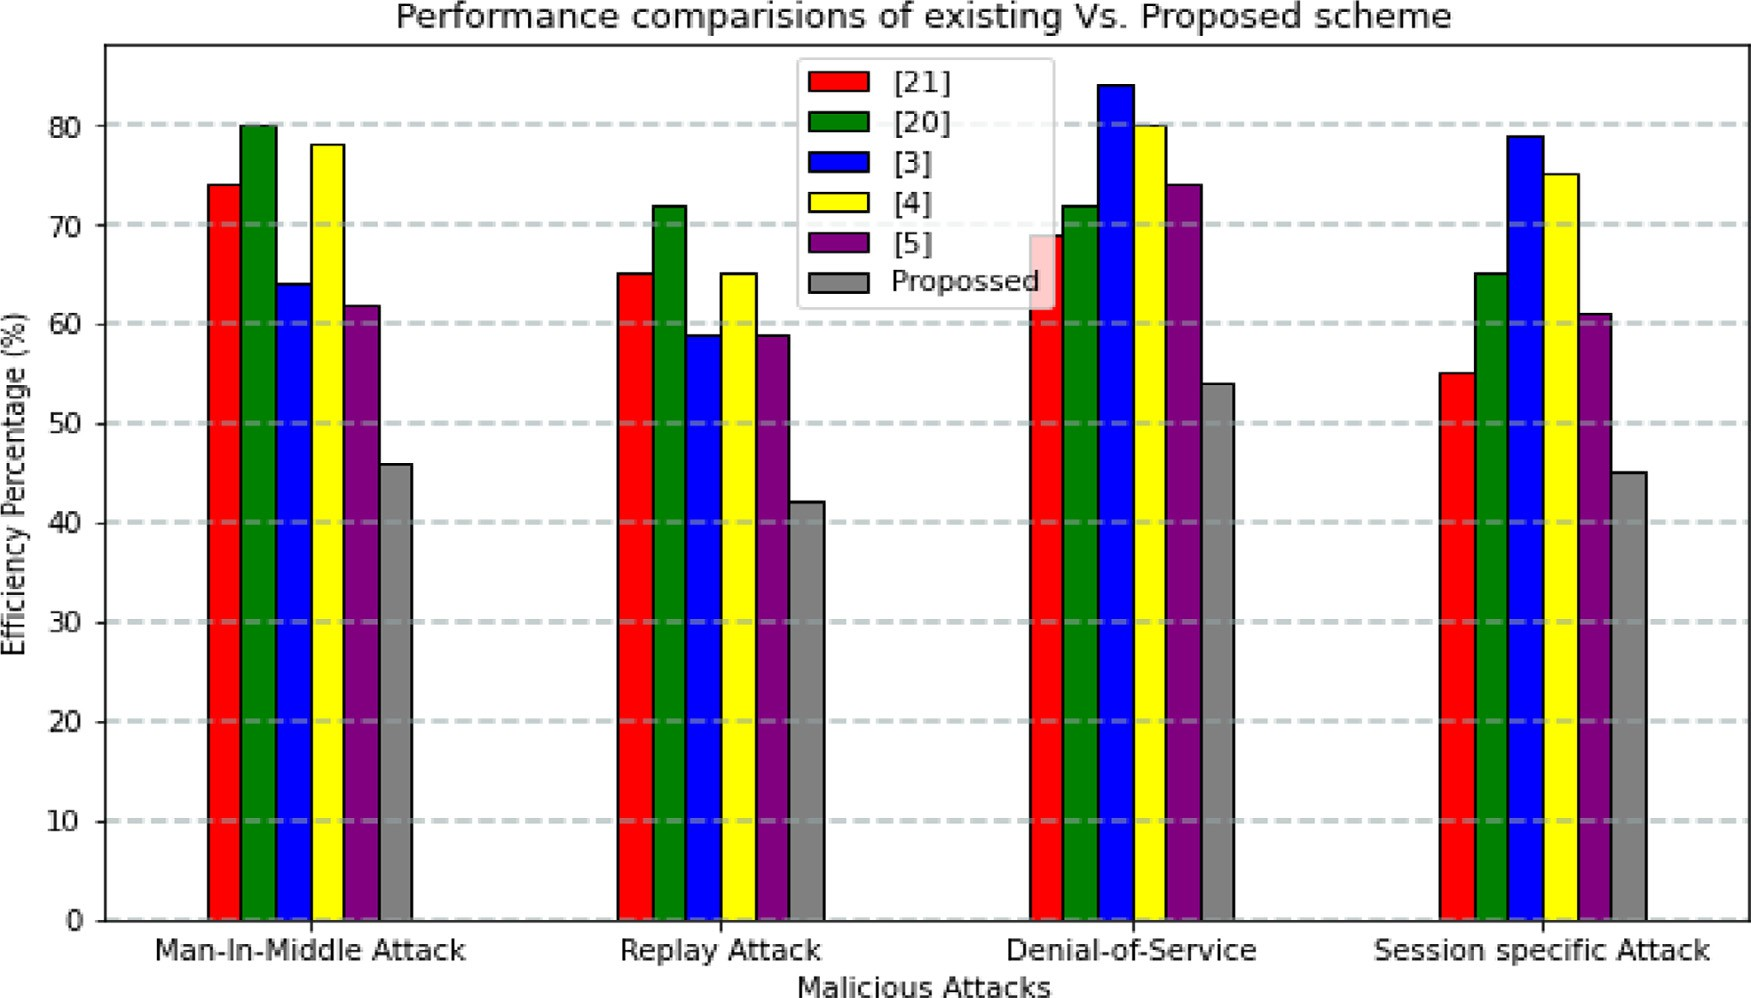 Performance comparisions of existing Vs. Proposed scheme
Efficiency Percentage (%)
80
70
60
50
40
30
20
10
0
[21]
[20]
[3]
[4]
[5]
Propossed
Man-In-Middle Attack
Replay Attack
Denial-of-Service
Session specific Attack
Malicious Attacks